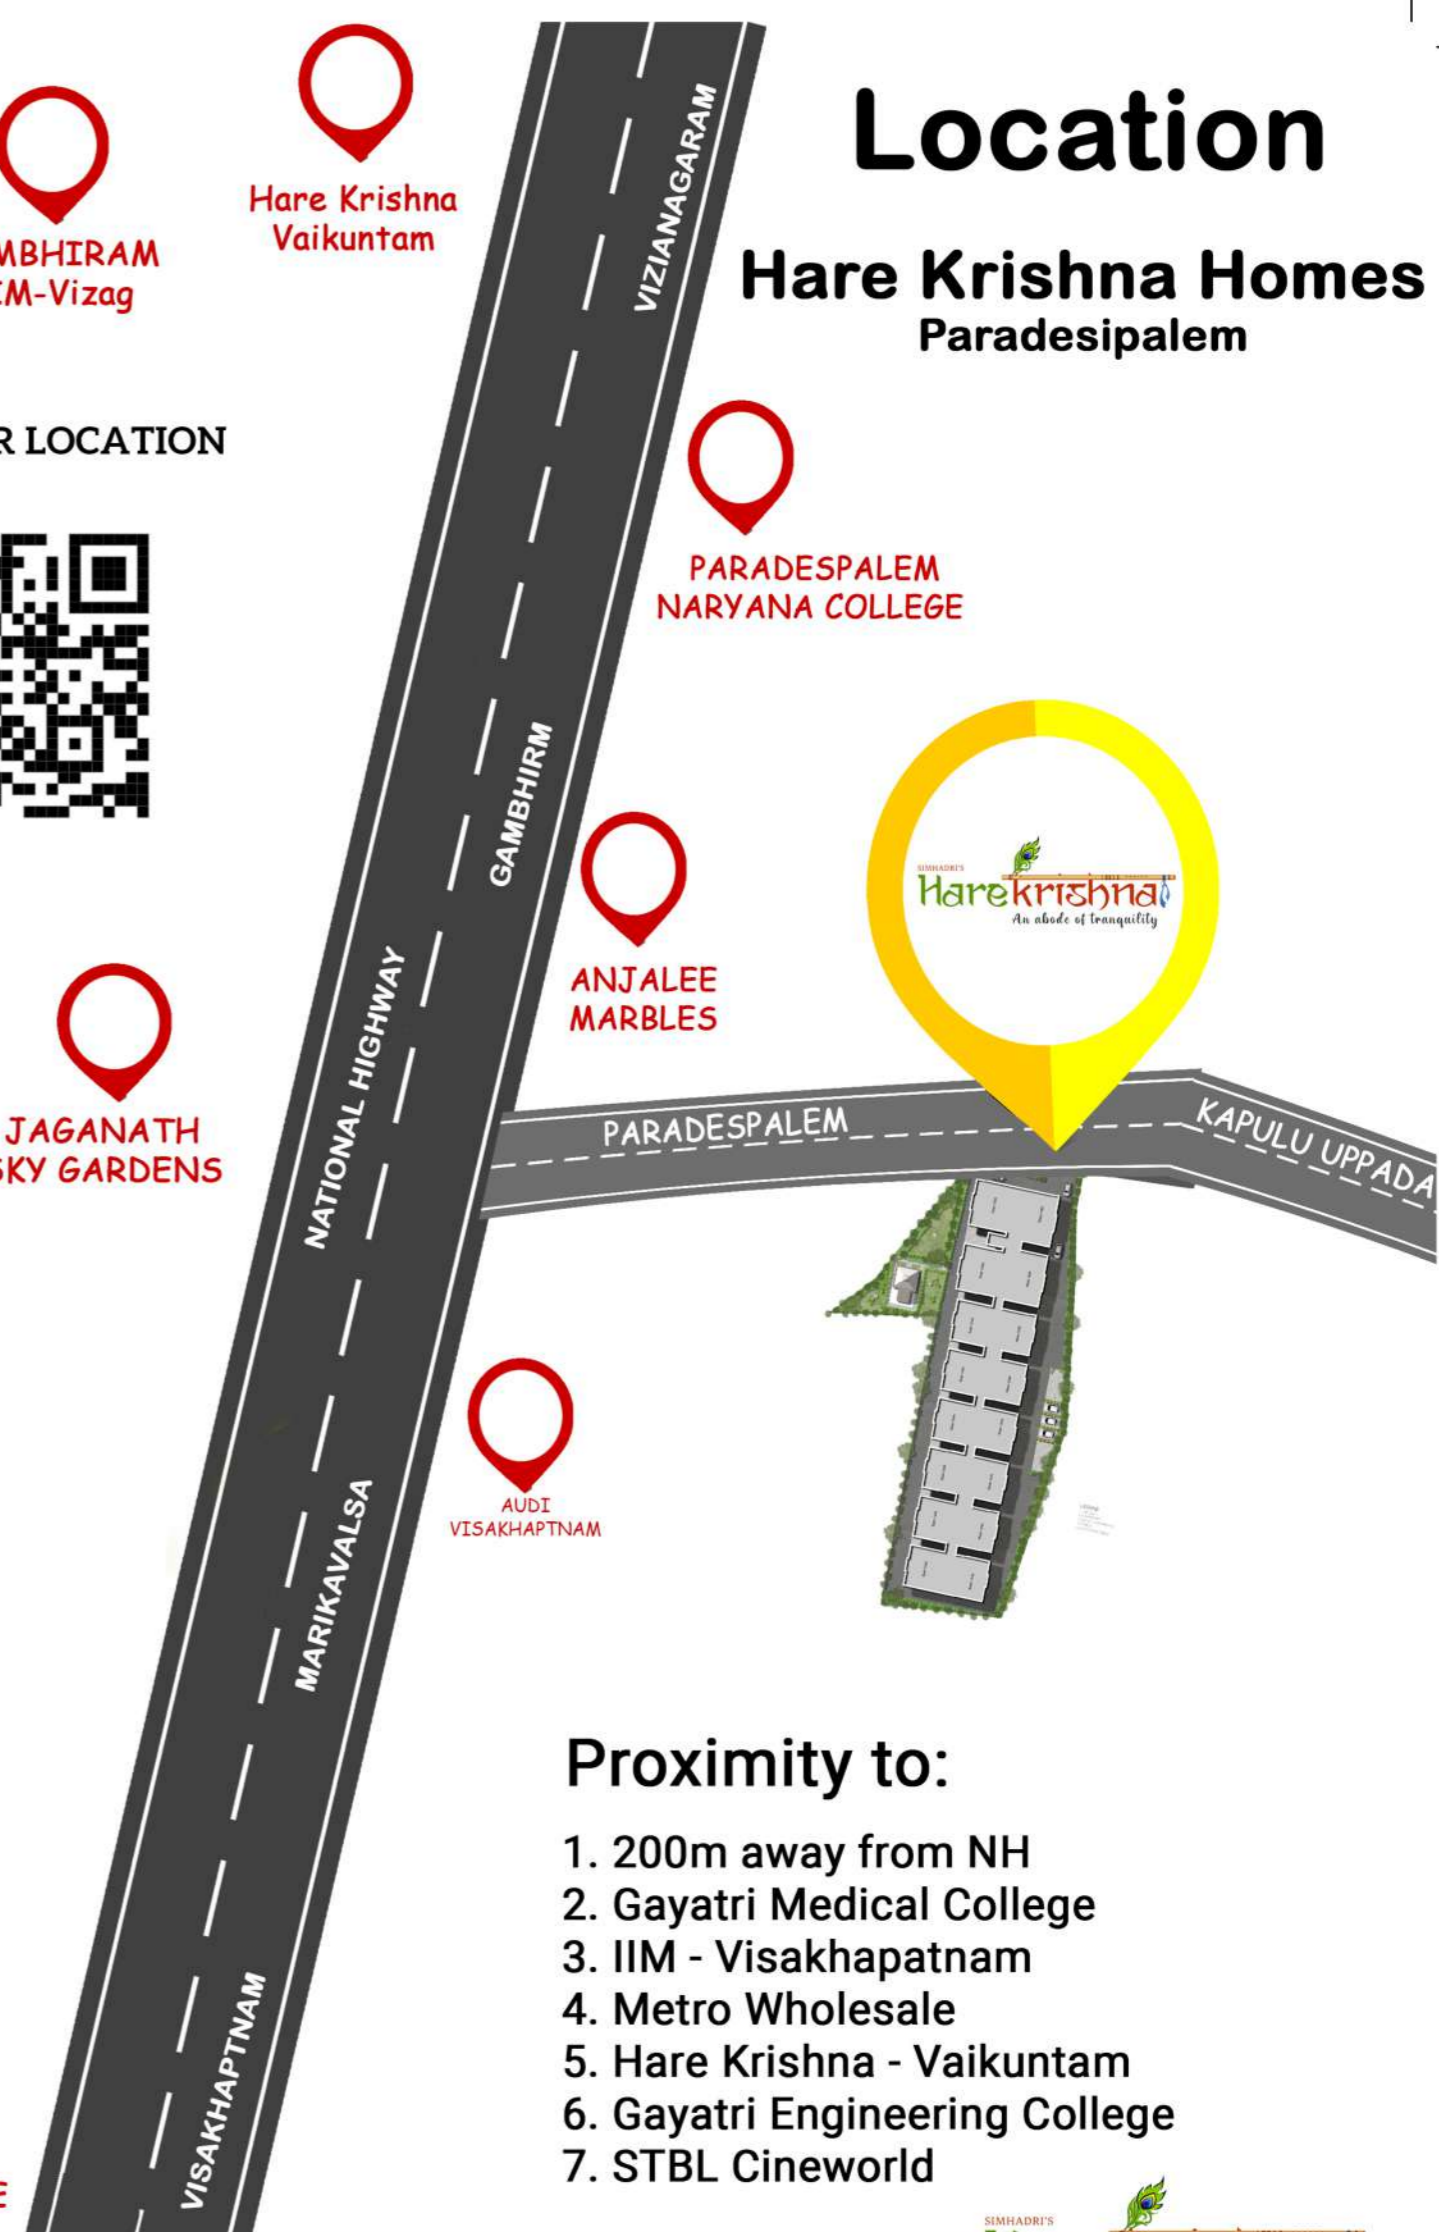 Location
Hare Krishna Homes
Paradesipalem
Hare Krishna
Vaikuntam
MBHIRAM
IM-Vizag
VIZIANAGARAM
R LOCATION
PARADESPALEM
NARYANA COLLEGE
GAMBHIRM
SIMHADRI'S
Harekrishna
An abode of tranquility
ANJALEE
MARBLES
NATIONAL HIGHWAY
JAGANATH
SKY GARDENS
PARADESPALEM
KAPULU UPPADA
AUDI
VISAKHAPTNAM
MARIKAVALSA
VISAKHAPTNAM
Proximity to:
1. 200m away from NH
2. Gayatri Medical College
3. IIM - Visakhapatnam
4. Metro Wholesale
5. Hare Krishna - Vaikuntam
6. Gayatri Engineering College
7. STBL Cineworld
E
SIMHADRI'S